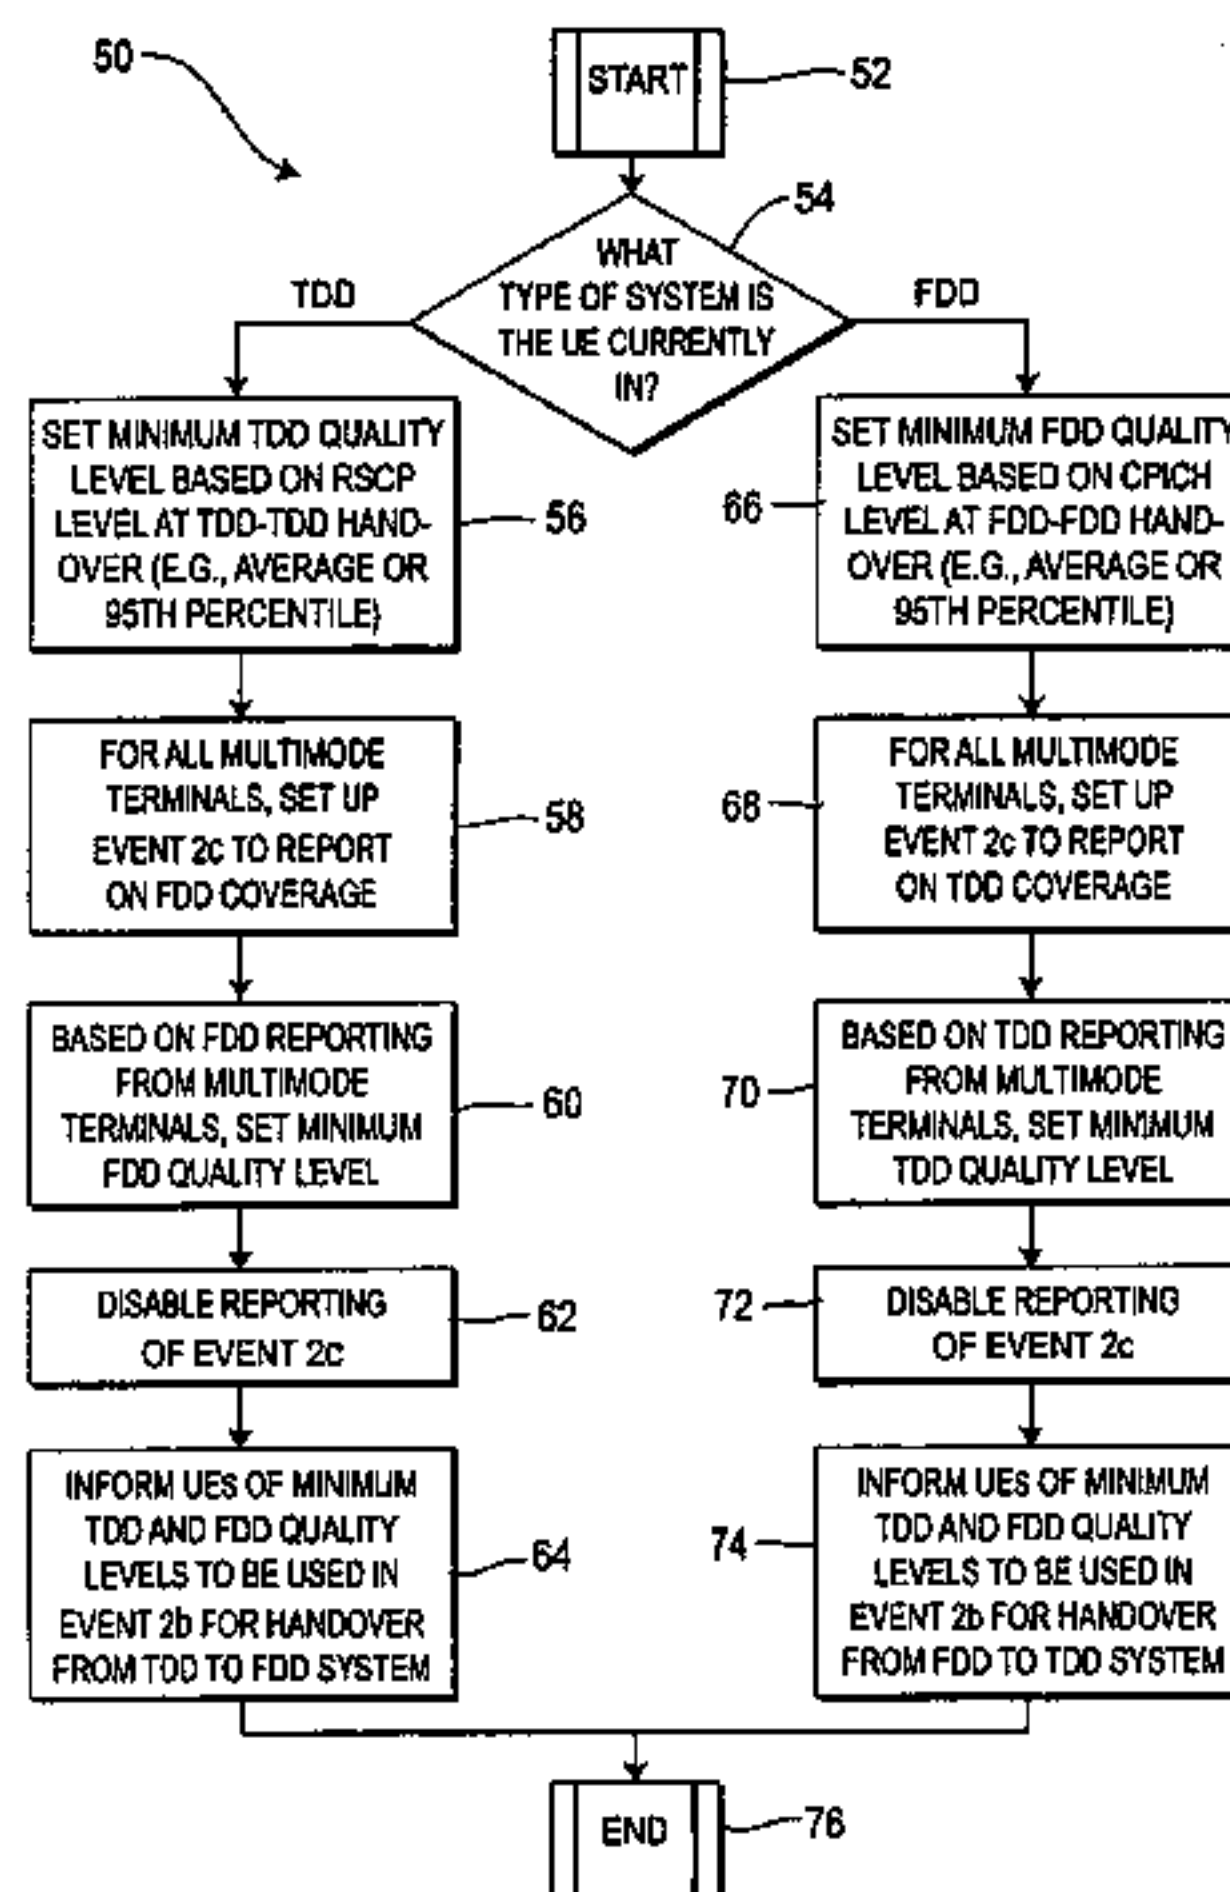 50
START
52
54
WHAT
TYPE OF SYSTEM IS
THE UE CURRENTLY
IN?
TDD
FDD
SET MINIMUM TDD QUALITY
LEVEL BASED ON RSCP
LEVEL AT TDD-TDD HAND-
OVER (E.G., AVERAGE OR
95TH PERCENTILE)
56
FOR ALL MULTIMODE
TERMINALS, SET UP
EVENT 2c TO REPORT
ON FDD COVERAGE
58
BASED ON FDD REPORTING
FROM MULTIMODE
TERMINALS, SET MINIMUM
FDD QUALITY LEVEL
60
DISABLE REPORTING
OF EVENT 2c
62
INFORM UEs OF MINIMUM
TDD AND FDD QUALITY
LEVELS TO BE USED IN
EVENT 2b FOR HANDOVER
FROM TDD TO FDD SYSTEM
64
SET MINIMUM FDD QUALITY
LEVEL BASED ON CPICH
LEVEL AT FDD-FDD HAND-
OVER (E.G., AVERAGE OR
95TH PERCENTILE)
66
FOR ALL MULTIMODE
TERMINALS, SET UP
EVENT 2c TO REPORT
ON TDD COVERAGE
68
BASED ON TDD REPORTING
FROM MULTIMODE
TERMINALS, SET MINIMUM
TDD QUALITY LEVEL
70
DISABLE REPORTING
OF EVENT 2c
72
INFORM UEs OF MINIMUM
TDD AND FDD QUALITY
LEVELS TO BE USED IN
EVENT 2b FOR HANDOVER
FROM FDD TO TDD SYSTEM
74
END
76